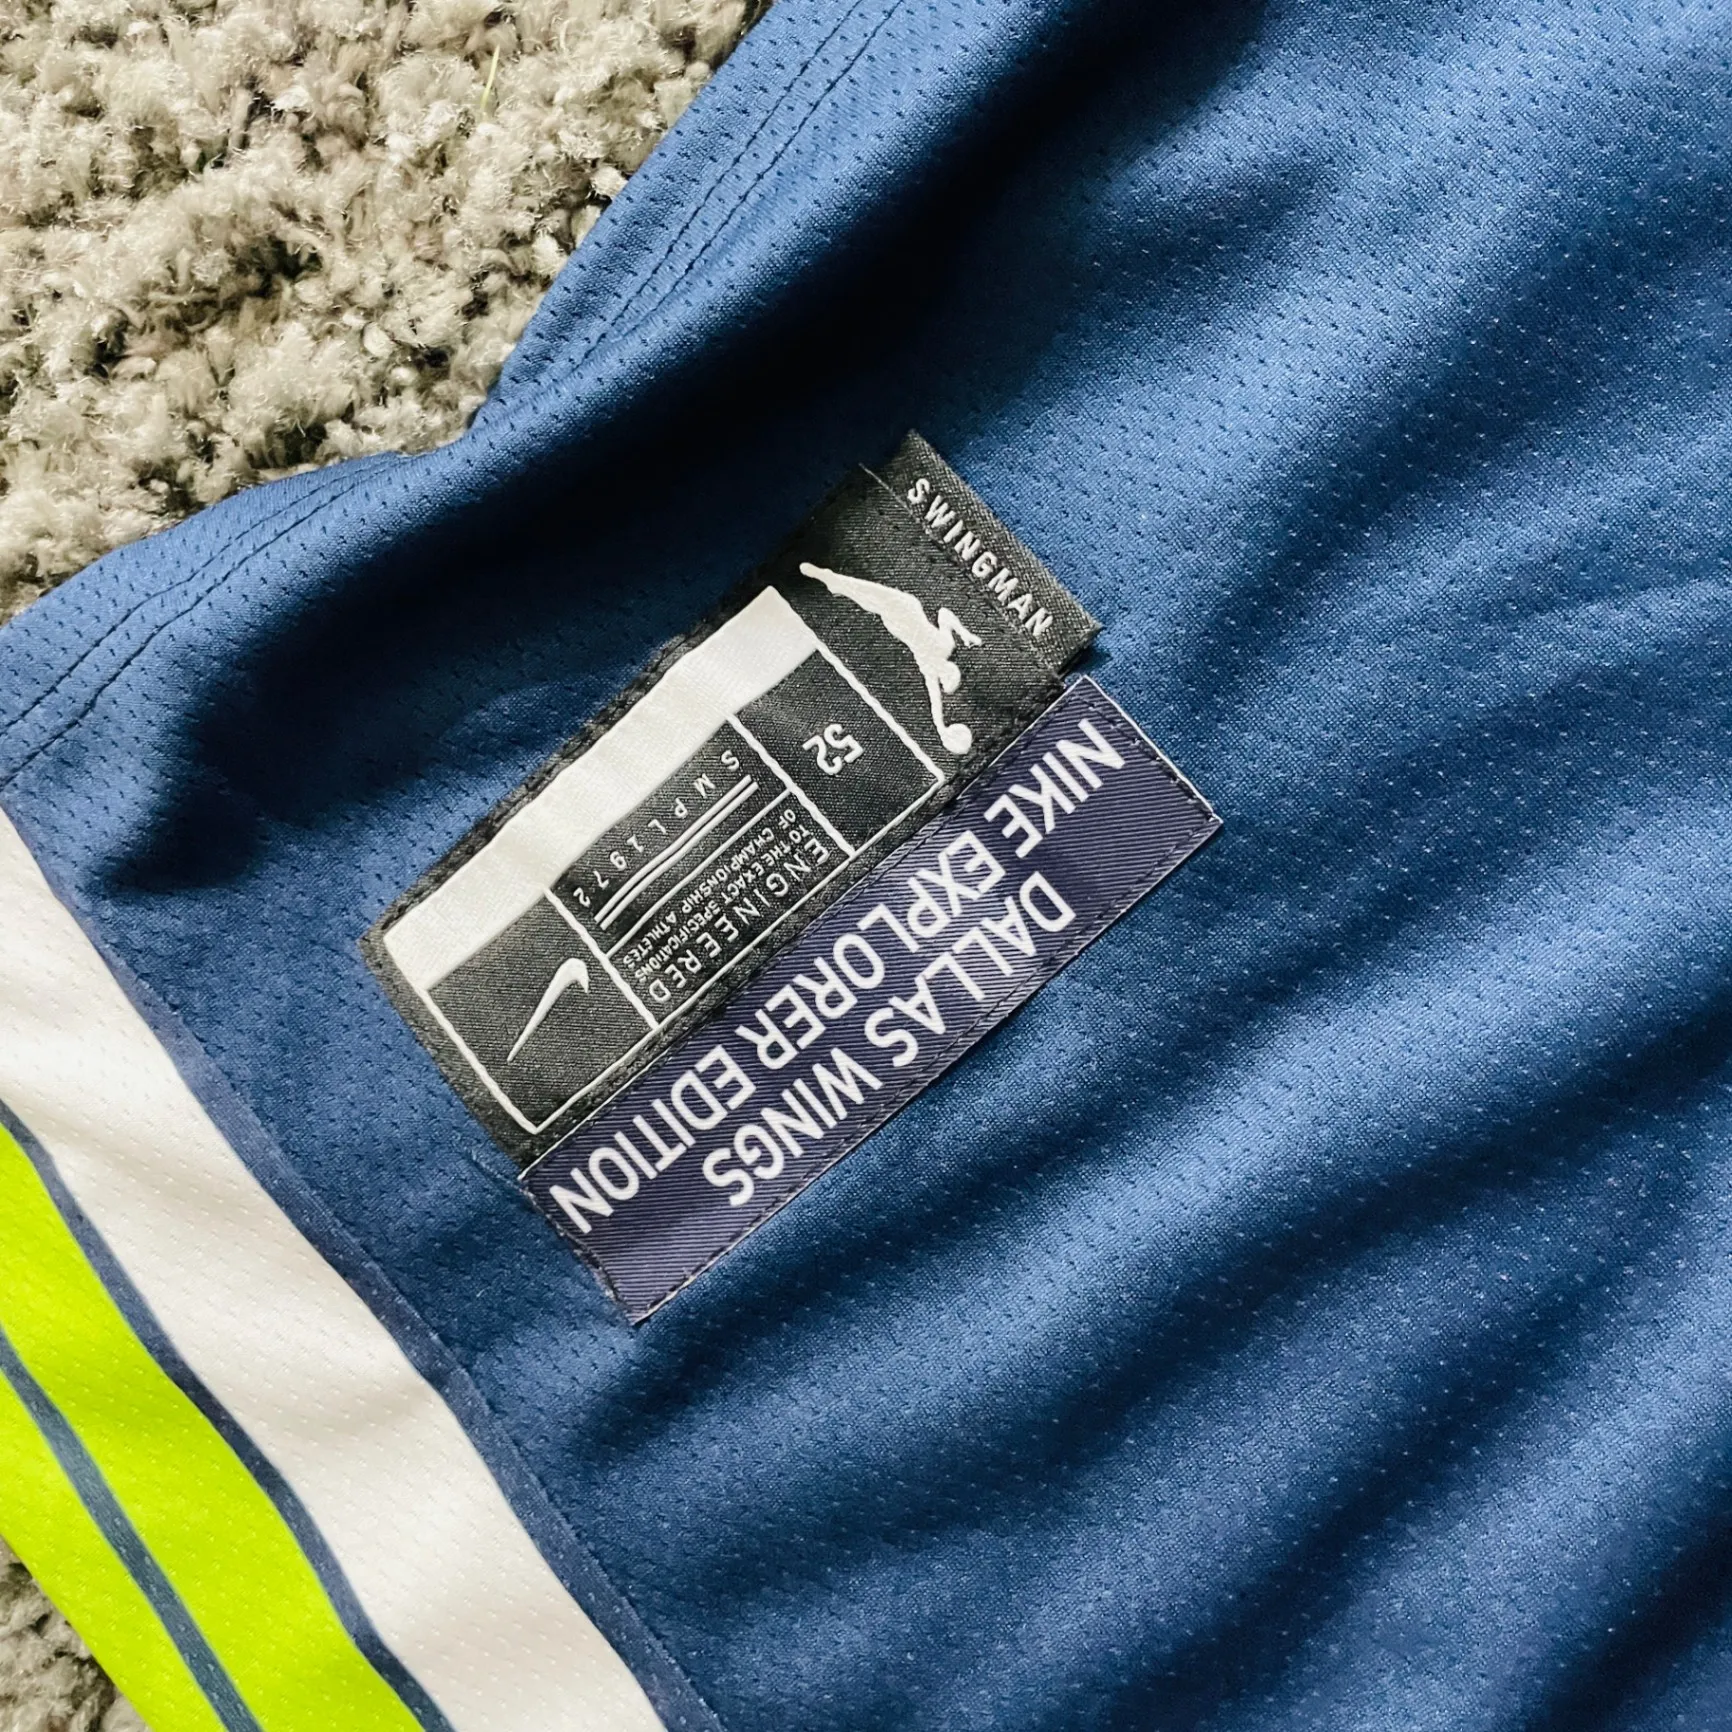 SWINGMAN
52
SMPL1972
ENGINEERED
TO THE EXACT SPECIFICATIONS
OF CHAMPIONSHIP ATHLETES
DALLAS WINGS
NIKE EXPLORER EDITION